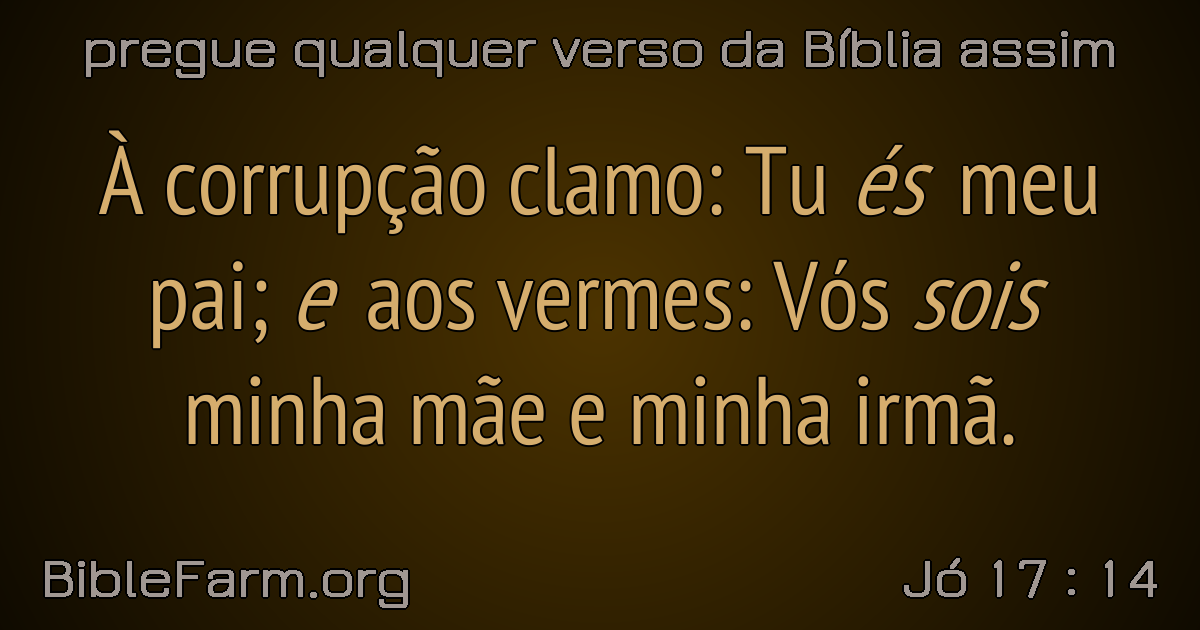 pregue qualquer verso da Bíblia assim
À corrupção clamo: Tu és meu
pai; e aos vermes: Vós sois
minha mãe e minha irmã.
BibleFarm.org
Jó 17 : 14